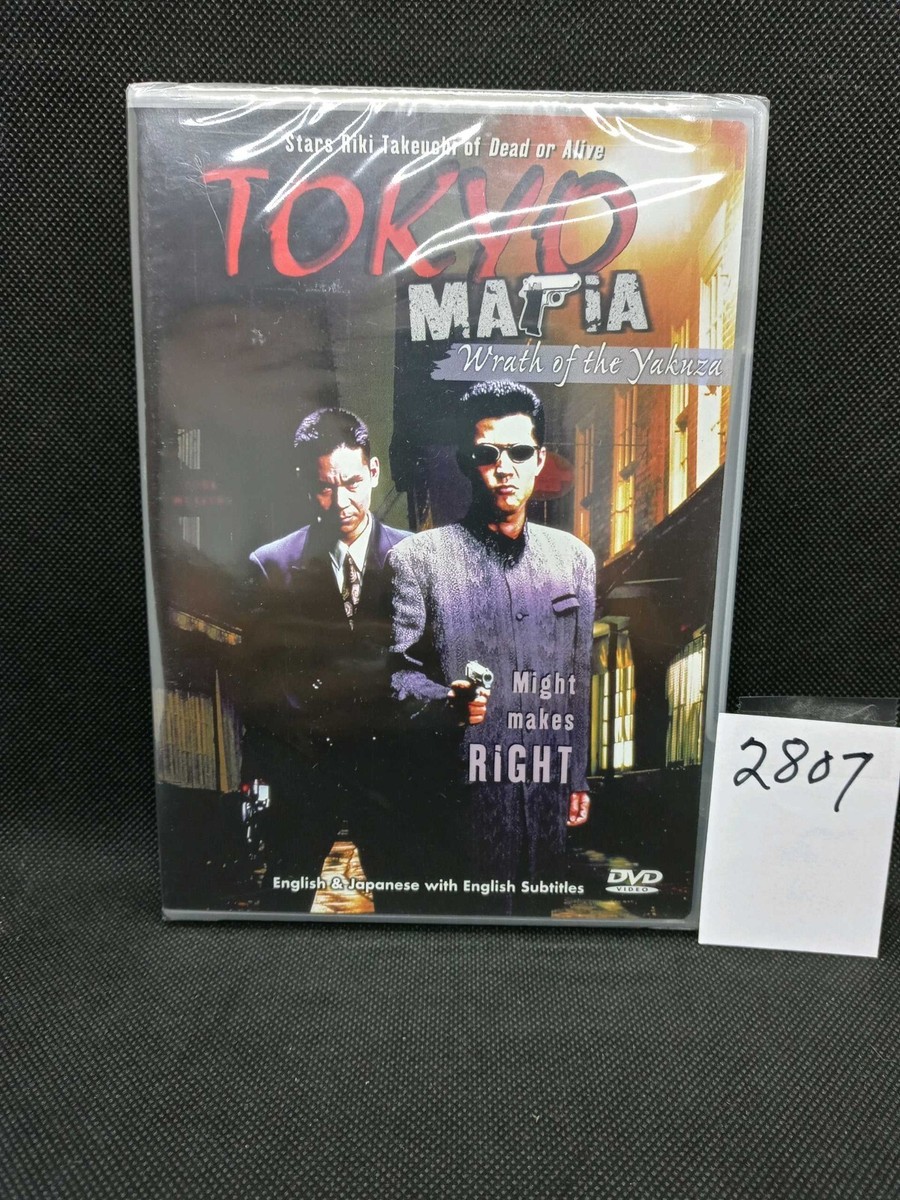 Stars Riki Takeuchi of Dead or Alive
TOKYO
MAFiA
Wrath of the Yakuza
Might
makes
RiGHT
2807
English & Japanese with English Subtitles
DVD
VIDEO